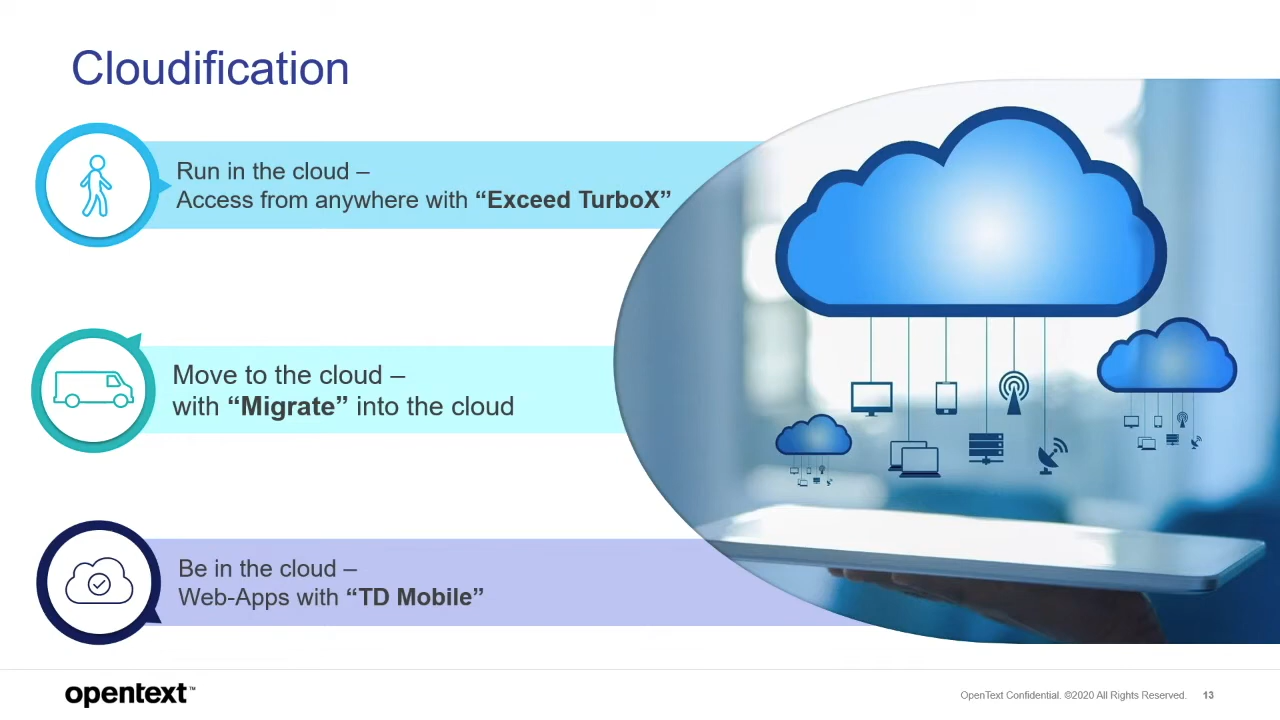 Cloudification
Run in the cloud –
Access from anywhere with “Exceed TurboX”
Move to the cloud –
with “Migrate” into the cloud
Be in the cloud –
Web-Apps with “TD Mobile”
opentext™
OpenText Confidential. ©2020 All Rights Reserved. 13